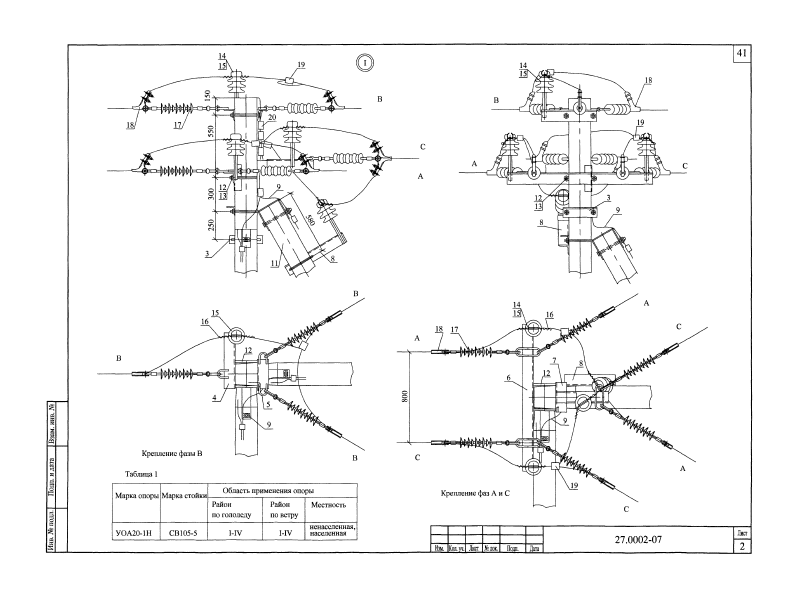 41
1
14
15
19
150
B
18
17
20
550
C
A
12
13
300
9
580
250
3
11
8
14
15
18
B
19
A
C
12
13
3
9
8
15
16
B
B
12
4
5
9
B
Крепление фазы В
14
15
16
A
A
18
17
C
7
8
12
6
800
9
A
C
19
C
Крепление фаз А и С
Таблица 1
Марка опоры
Марка стойки
Область применения опоры
Район по гололеду
Район по ветру
Местность
УОА20-1Н
СВ105-5
I-IV
I-IV
ненаселенная, населенная
Взам. инв. №
Подп. и дата
Инв. № подл.
Изм.
Кол. уч.
Лист
№ док.
Подп.
Дата
27.0002-07
Лист
2